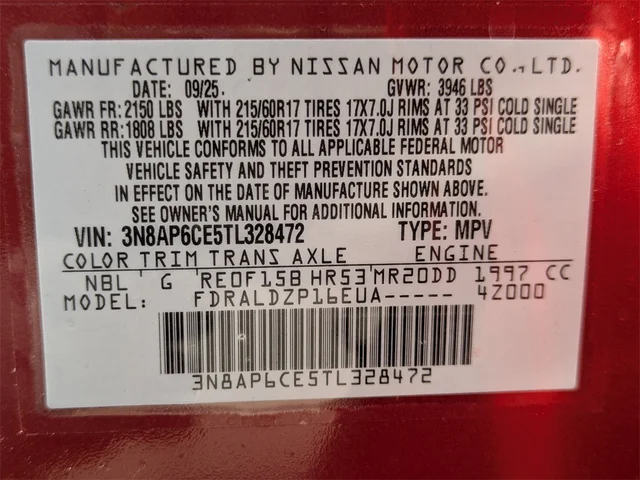 MANUFACTURED BY NISSAN MOTOR CO., LTD.
DATE: 09/25. GVWR: 3946 LBS
GAWR FR: 2150 LBS WITH 215/60R17 TIRES 17X7.0J RIMS AT 33 PSI COLD SINGLE
GAWR RR: 1808 LBS WITH 215/60R17 TIRES 17X7.0J RIMS AT 33 PSI COLD SINGLE
THIS VEHICLE CONFORMS TO ALL APPLICABLE FEDERAL MOTOR
VEHICLE SAFETY AND THEFT PREVENTION STANDARDS
IN EFFECT ON THE DATE OF MANUFACTURE SHOWN ABOVE.
SEE OWNER'S MANUAL FOR ADDITIONAL INFORMATION.
VIN: 3N8AP6CE5TL328472 TYPE: MPV
COLOR TRIM TRANS AXLE ENGINE
NBL G RE0F15B HR53 MR20DD 1997 CC
MODEL: FDRALDZP16EUA----- 4Z000
3N8AP6CE5TL328472